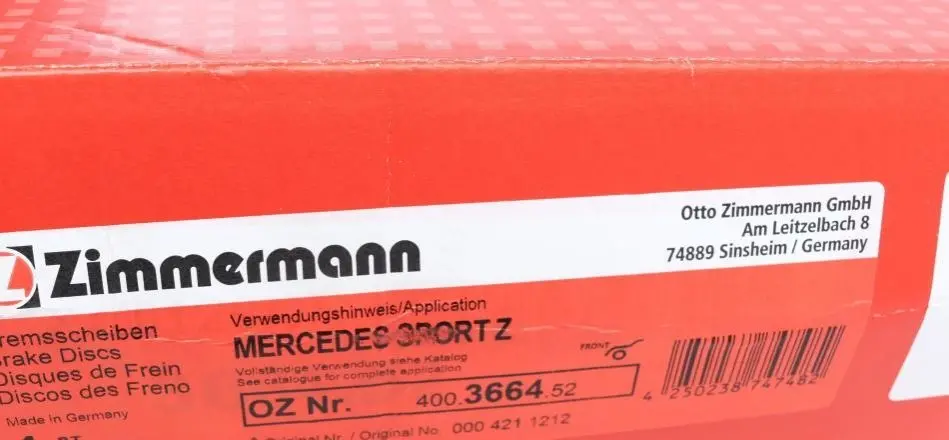 Zimmermann
Otto Zimmermann GmbH
Am Leitzelbach 8
74889 Sinsheim / Germany
remsscheiben
rake Discs
Disques de Frein
Discos des Freno
Made in Germany
Verwendungshinweis/Application
MERCEDES SPORT Z
Vollständige Verwendung siehe Katalog
See catalogue for complete application
FRONT
OZ Nr. 400.3664.52
4 250238 747482
Original Nr. / Original No. 000 421 1212